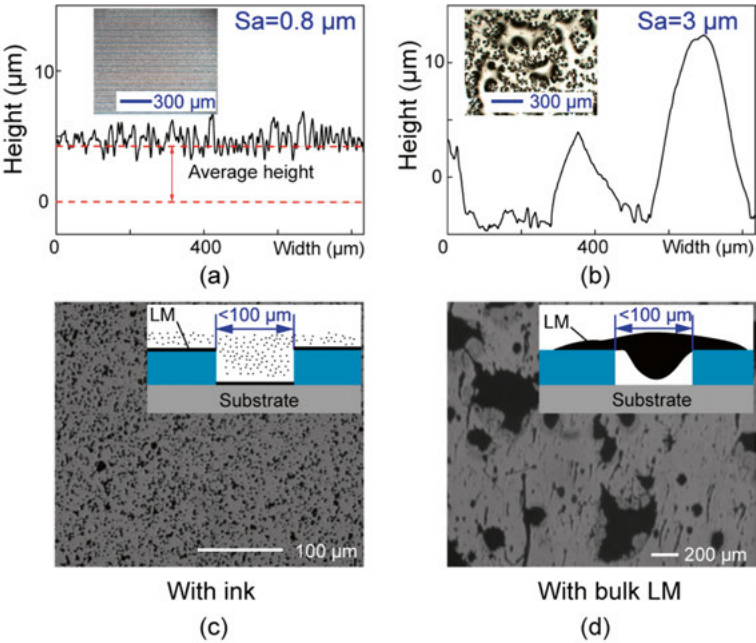 (a)
Sa=0.8 µm
Height (µm)
10
0
300 µm
Average height
0
400
Width (µm)
(a)
(b)
Sa=3 µm
Height (µm)
10
0
300 µm
0
400
Width (µm)
(b)
<100 µm
LM
Substrate
100 µm
With ink
(c)
<100 µm
LM
Substrate
200 µm
With bulk LM
(d)